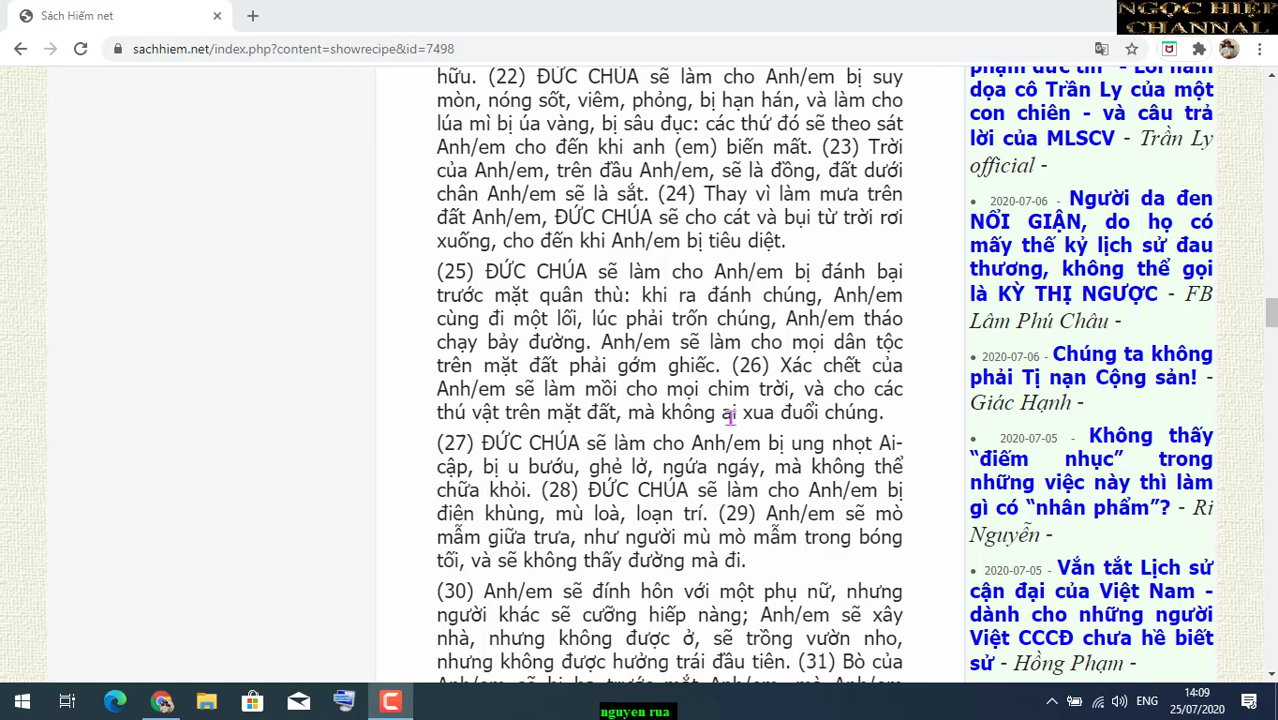 Sách Hiếm net
NGỌC HIỆP
CHANNAL
sachhiem.net/index.php?content=showrecipe&id=7498
hữu. (22) ĐỨC CHÚA sẽ làm cho Anh/em bị suy
mòn, nóng sốt, viêm, phỏng, bị hạn hán, và làm cho
lúa mì bị úa vàng, bị sâu đục: các thứ đó sẽ theo sát
Anh/em cho đến khi anh (em) biến mất. (23) Trời
của Anh/em, trên đầu Anh/em, sẽ là đồng, đất dưới
chân Anh/em sẽ là sắt. (24) Thay vì làm mưa trên
đất Anh/em, ĐỨC CHÚA sẽ cho cát và bụi từ trời rơi
xuống, cho đến khi Anh/em bị tiêu diệt.
(25) ĐỨC CHÚA sẽ làm cho Anh/em bị đánh bại
trước mặt quân thù: khi ra đánh chúng, Anh/em
cùng đi một lối, lúc phải trốn chúng, Anh/em tháo
chạy bảy đường. Anh/em sẽ làm cho mọi dân tộc
trên mặt đất phải gớm ghiếc. (26) Xác chết của
Anh/em sẽ làm mồi cho mọi chim trời, và cho các
thú vật trên mặt đất, mà không ai xua đuổi chúng.
(27) ĐỨC CHÚA sẽ làm cho Anh/em bị ung nhọt Ai-
cập, bị u bướu, ghẻ lở, ngứa ngáy, mà không thể
chữa khỏi. (28) ĐỨC CHÚA sẽ làm cho Anh/em bị
điên khùng, mù loà, loạn trí. (29) Anh/em sẽ mò
mẫm giữa trưa, như người mù mò mẫm trong bóng
tối, và sẽ không thấy đường mà đi.
(30) Anh/em sẽ đính hôn với một phụ nữ, nhưng
người khác sẽ cưỡng hiếp nàng; Anh/em sẽ xây
nhà, nhưng không được ở, sẽ trồng vườn nho,
nhưng không được hưởng trái đầu tiên. (31) Bò của
phạm đức tin" - Lời hăm
dọa cô Trần Ly của một
con chiên - và câu trả
lời của MLSCV - Trần Ly
official -
• 2020-07-06 - Người da đen
NỔI GIẬN, do họ có
mấy thế kỷ lịch sử đau
thương, không thể gọi
là KỲ THỊ NGƯỢC - FB
Lâm Phú Châu -
• 2020-07-06 - Chúng ta không
phải Tị nạn Cộng sản! -
Giác Hạnh -
• 2020-07-05 - Không thấy
“điếm nhục” trong
những việc này thì làm
gì có “nhân phẩm”? - Ri
Nguyễn -
• 2020-07-05 - Vắn tắt Lịch sử
cận đại của Việt Nam -
dành cho những người
Việt CCCĐ chưa hề biết
sử - Hồng Phạm -
ENG
14:09
25/07/2020
nguyen rua